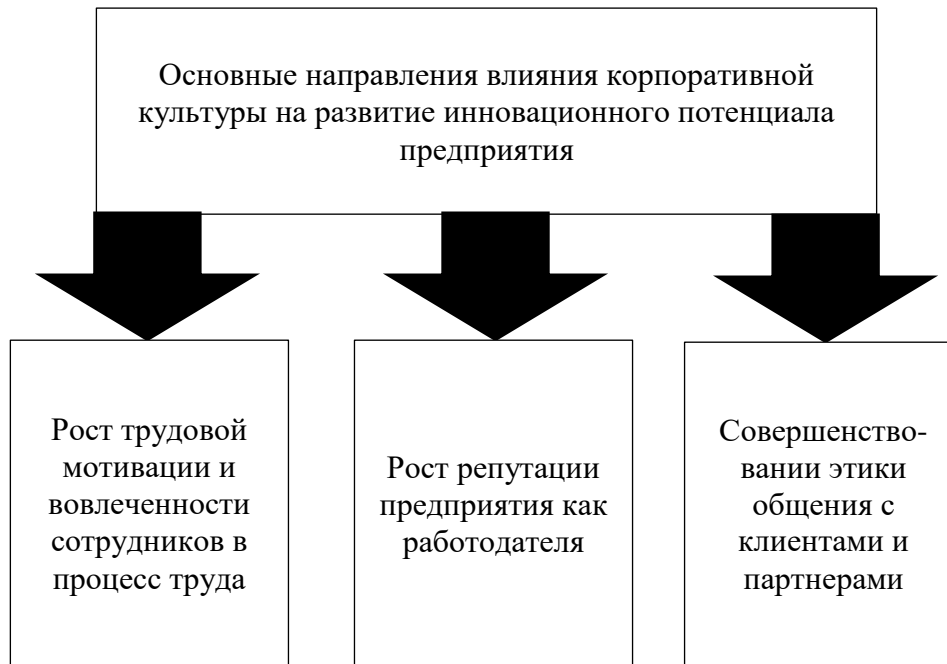 Основные направления влияния корпоративной
культуры на развитие инновационного потенциала
предприятия
Рост трудовой
мотивации и
вовлеченности
сотрудников в
процесс труда
Рост репутации
предприятия как
работодателя
Совершенство-
вании этики
общения с
клиентами и
партнерами